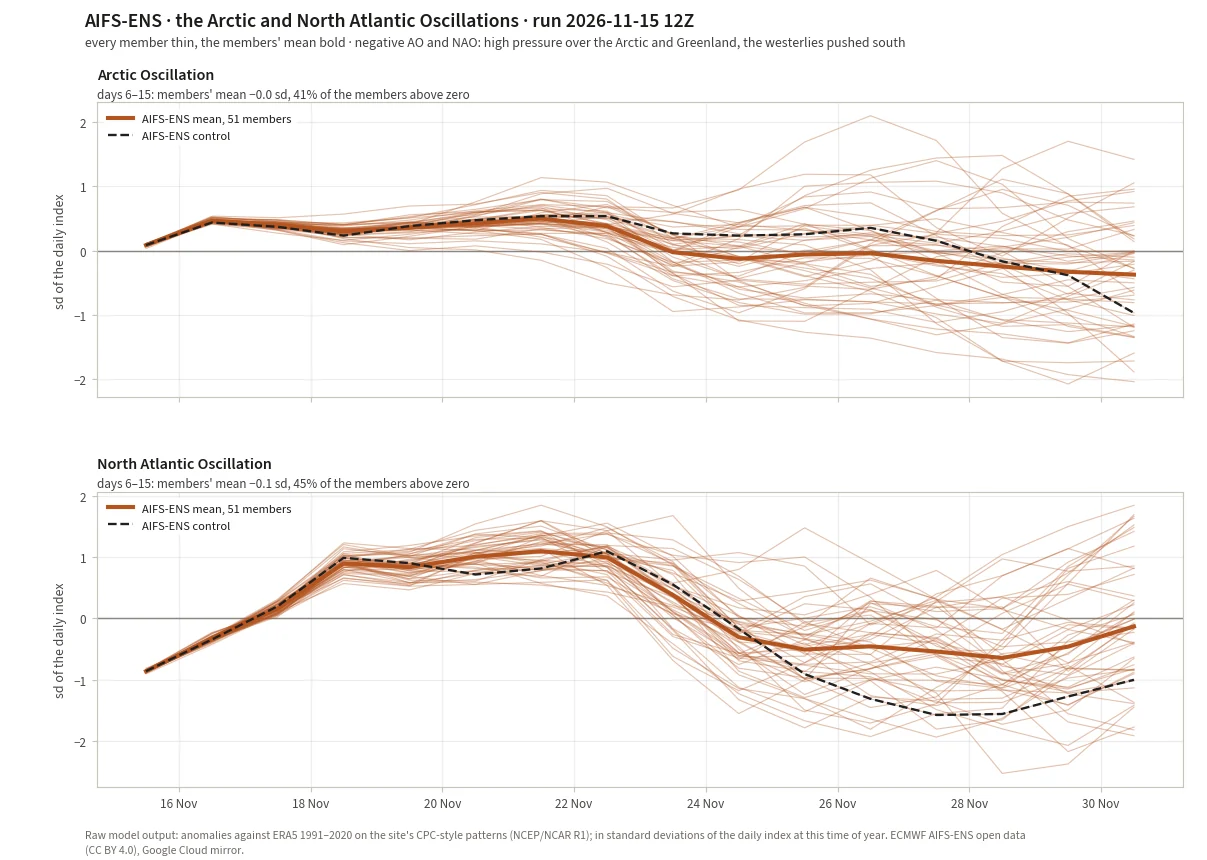 AIFS-ENS · the Arctic and North Atlantic Oscillations · run 2026-11-15 12Z
every member thin, the members' mean bold · negative AO and NAO: high pressure over the Arctic and Greenland, the westerlies pushed south
Arctic Oscillation
days 6–15: members' mean −0.0 sd, 41% of the members above zero
AIFS-ENS mean, 51 members
AIFS-ENS control
sd of the daily index
2
1
0
−1
−2
North Atlantic Oscillation
days 6–15: members' mean −0.1 sd, 45% of the members above zero
AIFS-ENS mean, 51 members
AIFS-ENS control
sd of the daily index
2
1
0
−1
−2
16 Nov 18 Nov 20 Nov 22 Nov 24 Nov 26 Nov 28 Nov 30 Nov
Raw model output: anomalies against ERA5 1991–2020 on the site's CPC-style patterns (NCEP/NCAR R1); in standard deviations of the daily index at this time of year. ECMWF AIFS-ENS open data
(CC BY 4.0), Google Cloud mirror.